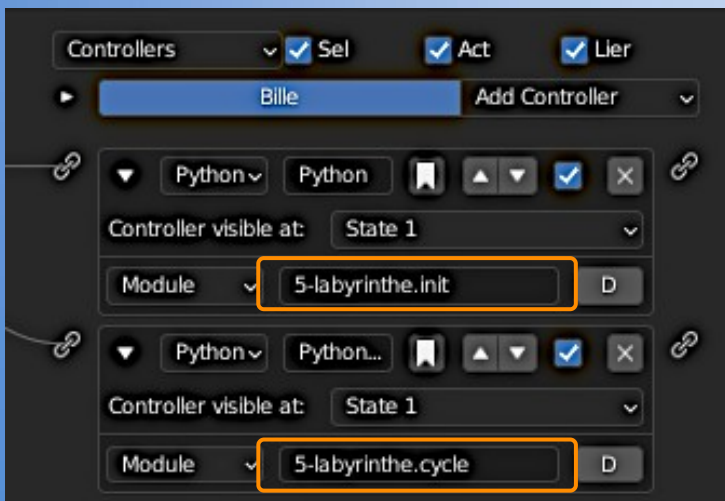 Controllers Sel Act Lier
Bille Add Controller
Python Python
Controller visible at: State 1
Module 5-labyrinthe.init D
Python Python...
Controller visible at: State 1
Module 5-labyrinthe.cycle D